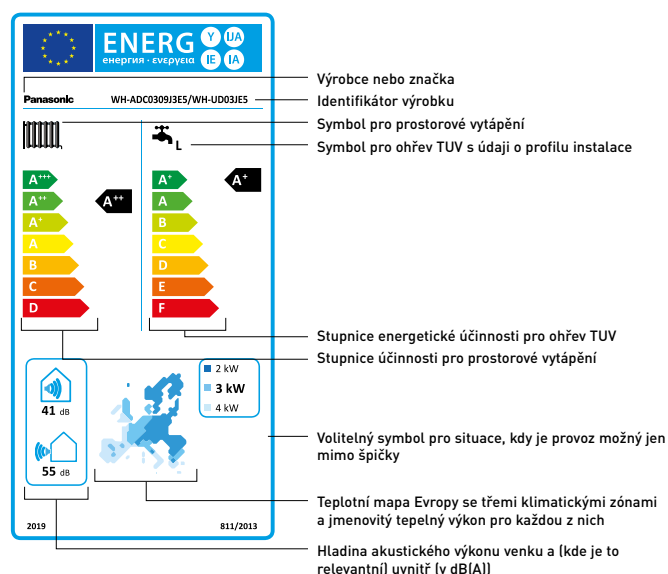 ENERG Y IJA
енергия · ενεργεια IE IA
Výrobce nebo značka
Panasonic WH-ADC0309J3E5/WH-UD03JE5
Identifikátor výrobku
Symbol pro prostorové vytápění
L
Symbol pro ohřev TUV s údaji o profilu instalace
A+++ A+ A+
A++ A++ A
A+ B
A C
B D
C E
D F
Stupnice energetické účinnosti pro ohřev TUV
Stupnice účinnosti pro prostorové vytápění
2 kW
3 kW
4 kW
41 dB
55 dB
Volitelný symbol pro situace, kdy je provoz možný jen
mimo špičky
Teplotní mapa Evropy se třemi klimatickými zónami
a jmenovitý tepelný výkon pro každou z nich
2019 811/2013
Hladina akustického výkonu venku a (kde je to
relevantní) uvnitř (v dB(A))